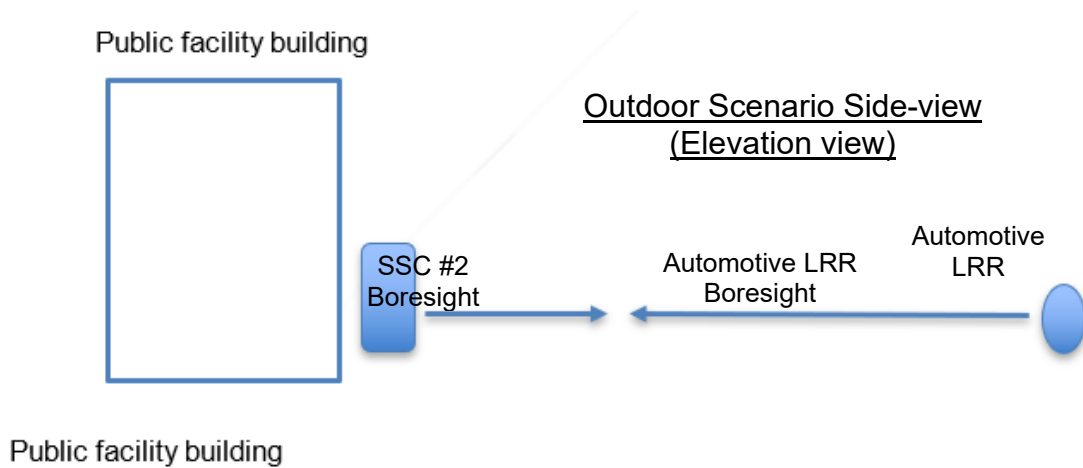 Public facility building
Outdoor Scenario Side-view
(Elevation view)
Automotive
LRR
SSC #2
Boresight
Automotive LRR
Boresight
Public facility building